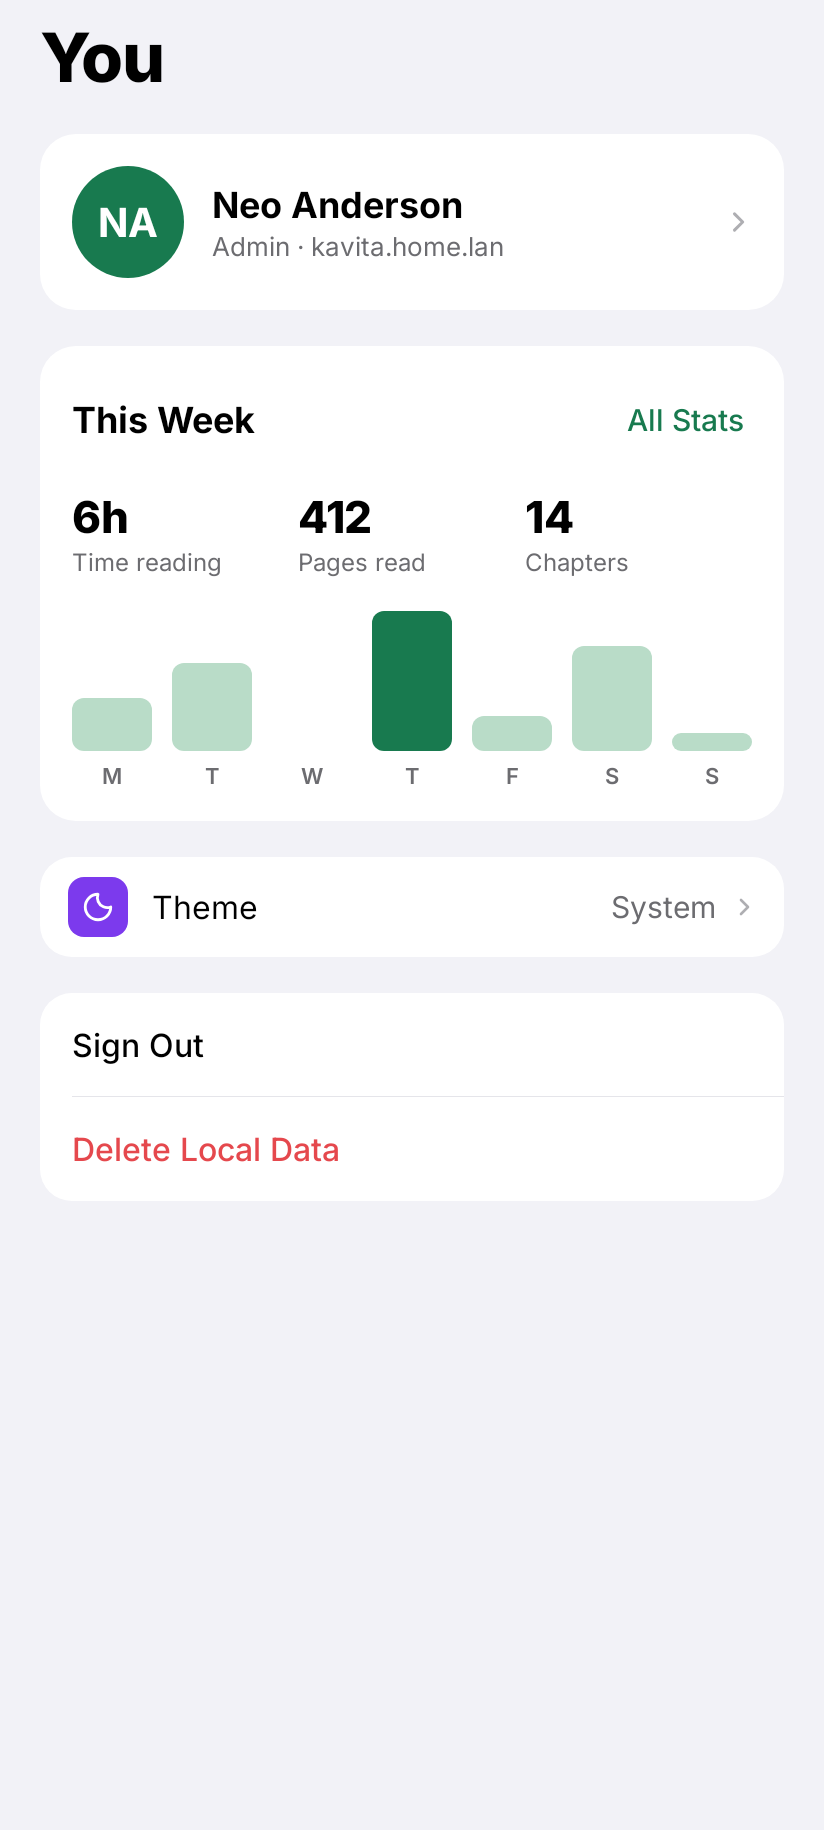 You
NA
Neo Anderson
Admin · kavita.home.lan
This Week
All Stats
6h
412
14
Time reading
Pages read
Chapters
M T W T F S S
Theme
System
Sign Out
Delete Local Data